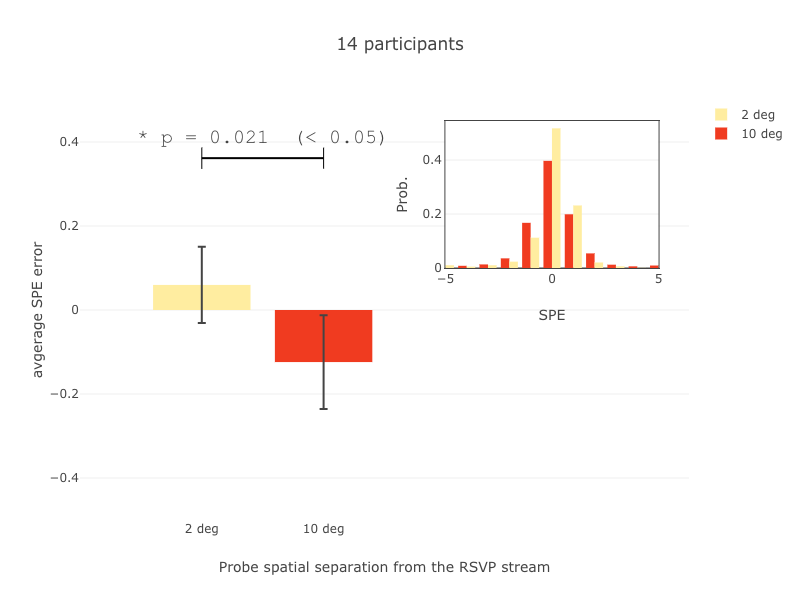 14 participants
* p = 0.021  (< 0.05)
2 deg
10 deg
avgerage SPE error
0.4
0.2
0
−0.2
−0.4
Prob.
0.4
0.2
0
−5 0 5
SPE
2 deg 10 deg
Probe spatial separation from the RSVP stream